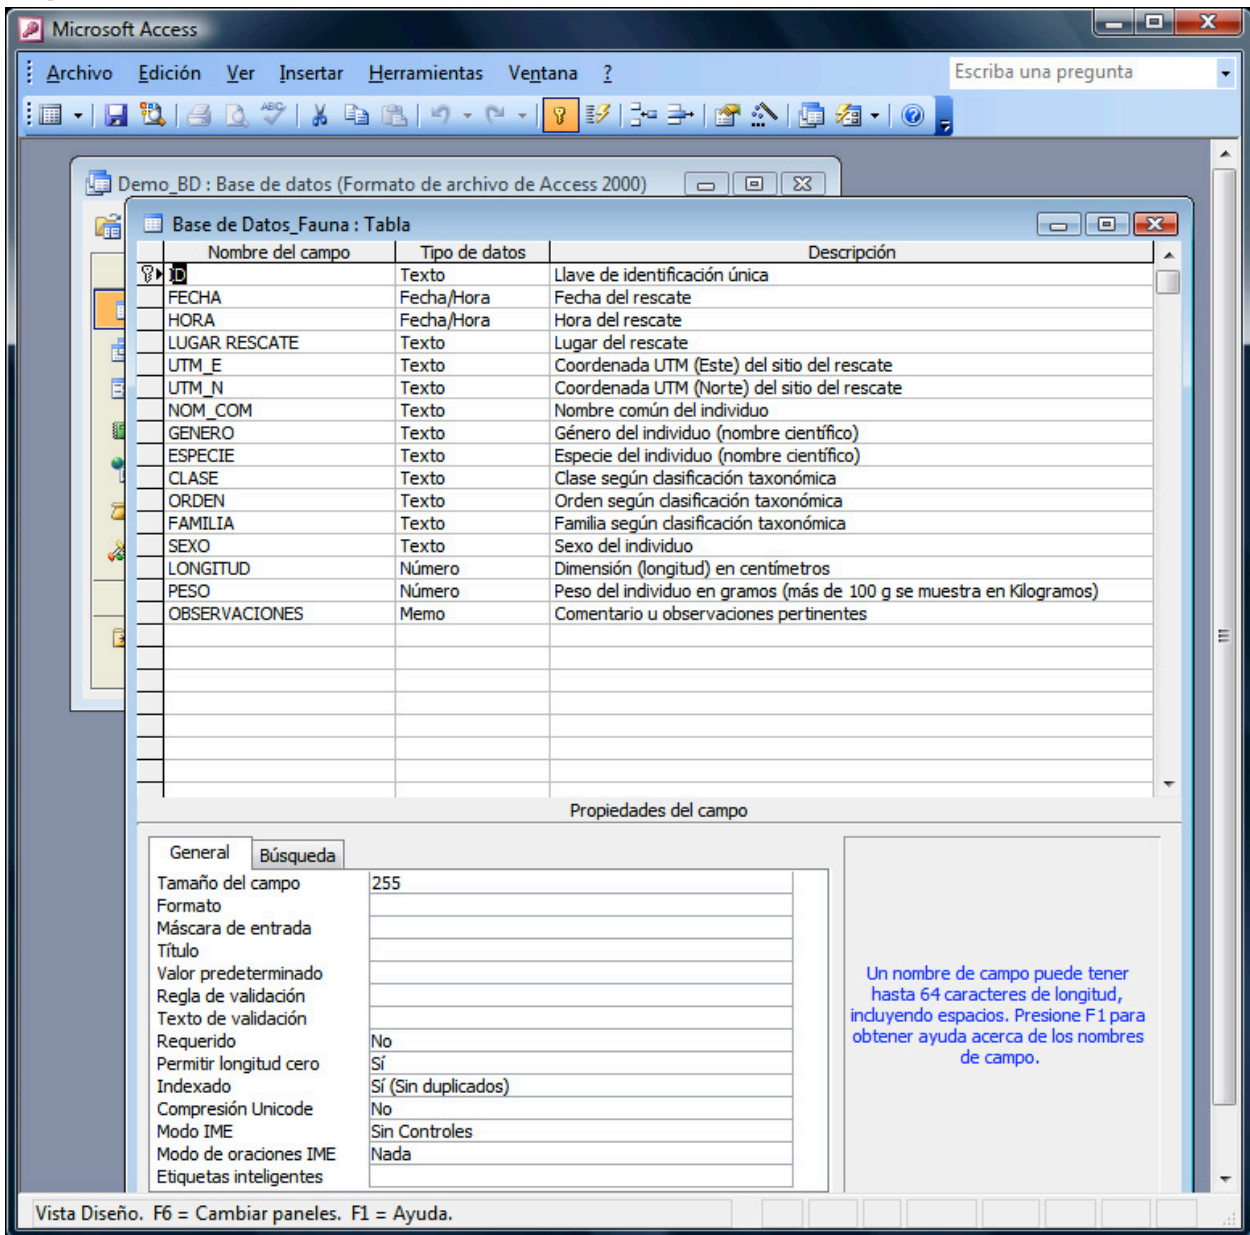 Microsoft Access
Archivo Edición Ver Insertar Herramientas Ventana ? Escriba una pregunta
Demo_BD : Base de datos (Formato de archivo de Access 2000)
Base de Datos_Fauna : Tabla
Nombre del campo Tipo de datos Descripción
ID Texto Llave de identificación única
FECHA Fecha/Hora Fecha del rescate
HORA Fecha/Hora Hora del rescate
LUGAR RESCATE Texto Lugar del rescate
UTM_E Texto Coordenada UTM (Este) del sitio del rescate
UTM_N Texto Coordenada UTM (Norte) del sitio del rescate
NOM_COM Texto Nombre común del individuo
GENERO Texto Género del individuo (nombre científico)
ESPECIE Texto Especie del individuo (nombre científico)
CLASE Texto Clase según clasificación taxonómica
ORDEN Texto Orden según clasificación taxonómica
FAMILIA Texto Familia según clasificación taxonómica
SEXO Texto Sexo del individuo
LONGITUD Número Dimensión (longitud) en centímetros
PESO Número Peso del individuo en gramos (más de 100 g se muestra en Kilogramos)
OBSERVACIONES Memo Comentario u observaciones pertinentes
Propiedades del campo
General Búsqueda
Tamaño del campo 255
Formato
Máscara de entrada
Título
Valor predeterminado
Regla de validación
Texto de validación
Requerido No
Permitir longitud cero Sí
Indexado Sí (Sin duplicados)
Compresión Unicode No
Modo IME Sin Controles
Modo de oraciones IME Nada
Etiquetas inteligentes
Un nombre de campo puede tener
hasta 64 caracteres de longitud,
incluyendo espacios. Presione F1 para
obtener ayuda acerca de los nombres
de campo.
Vista Diseño. F6 = Cambiar paneles. F1 = Ayuda.